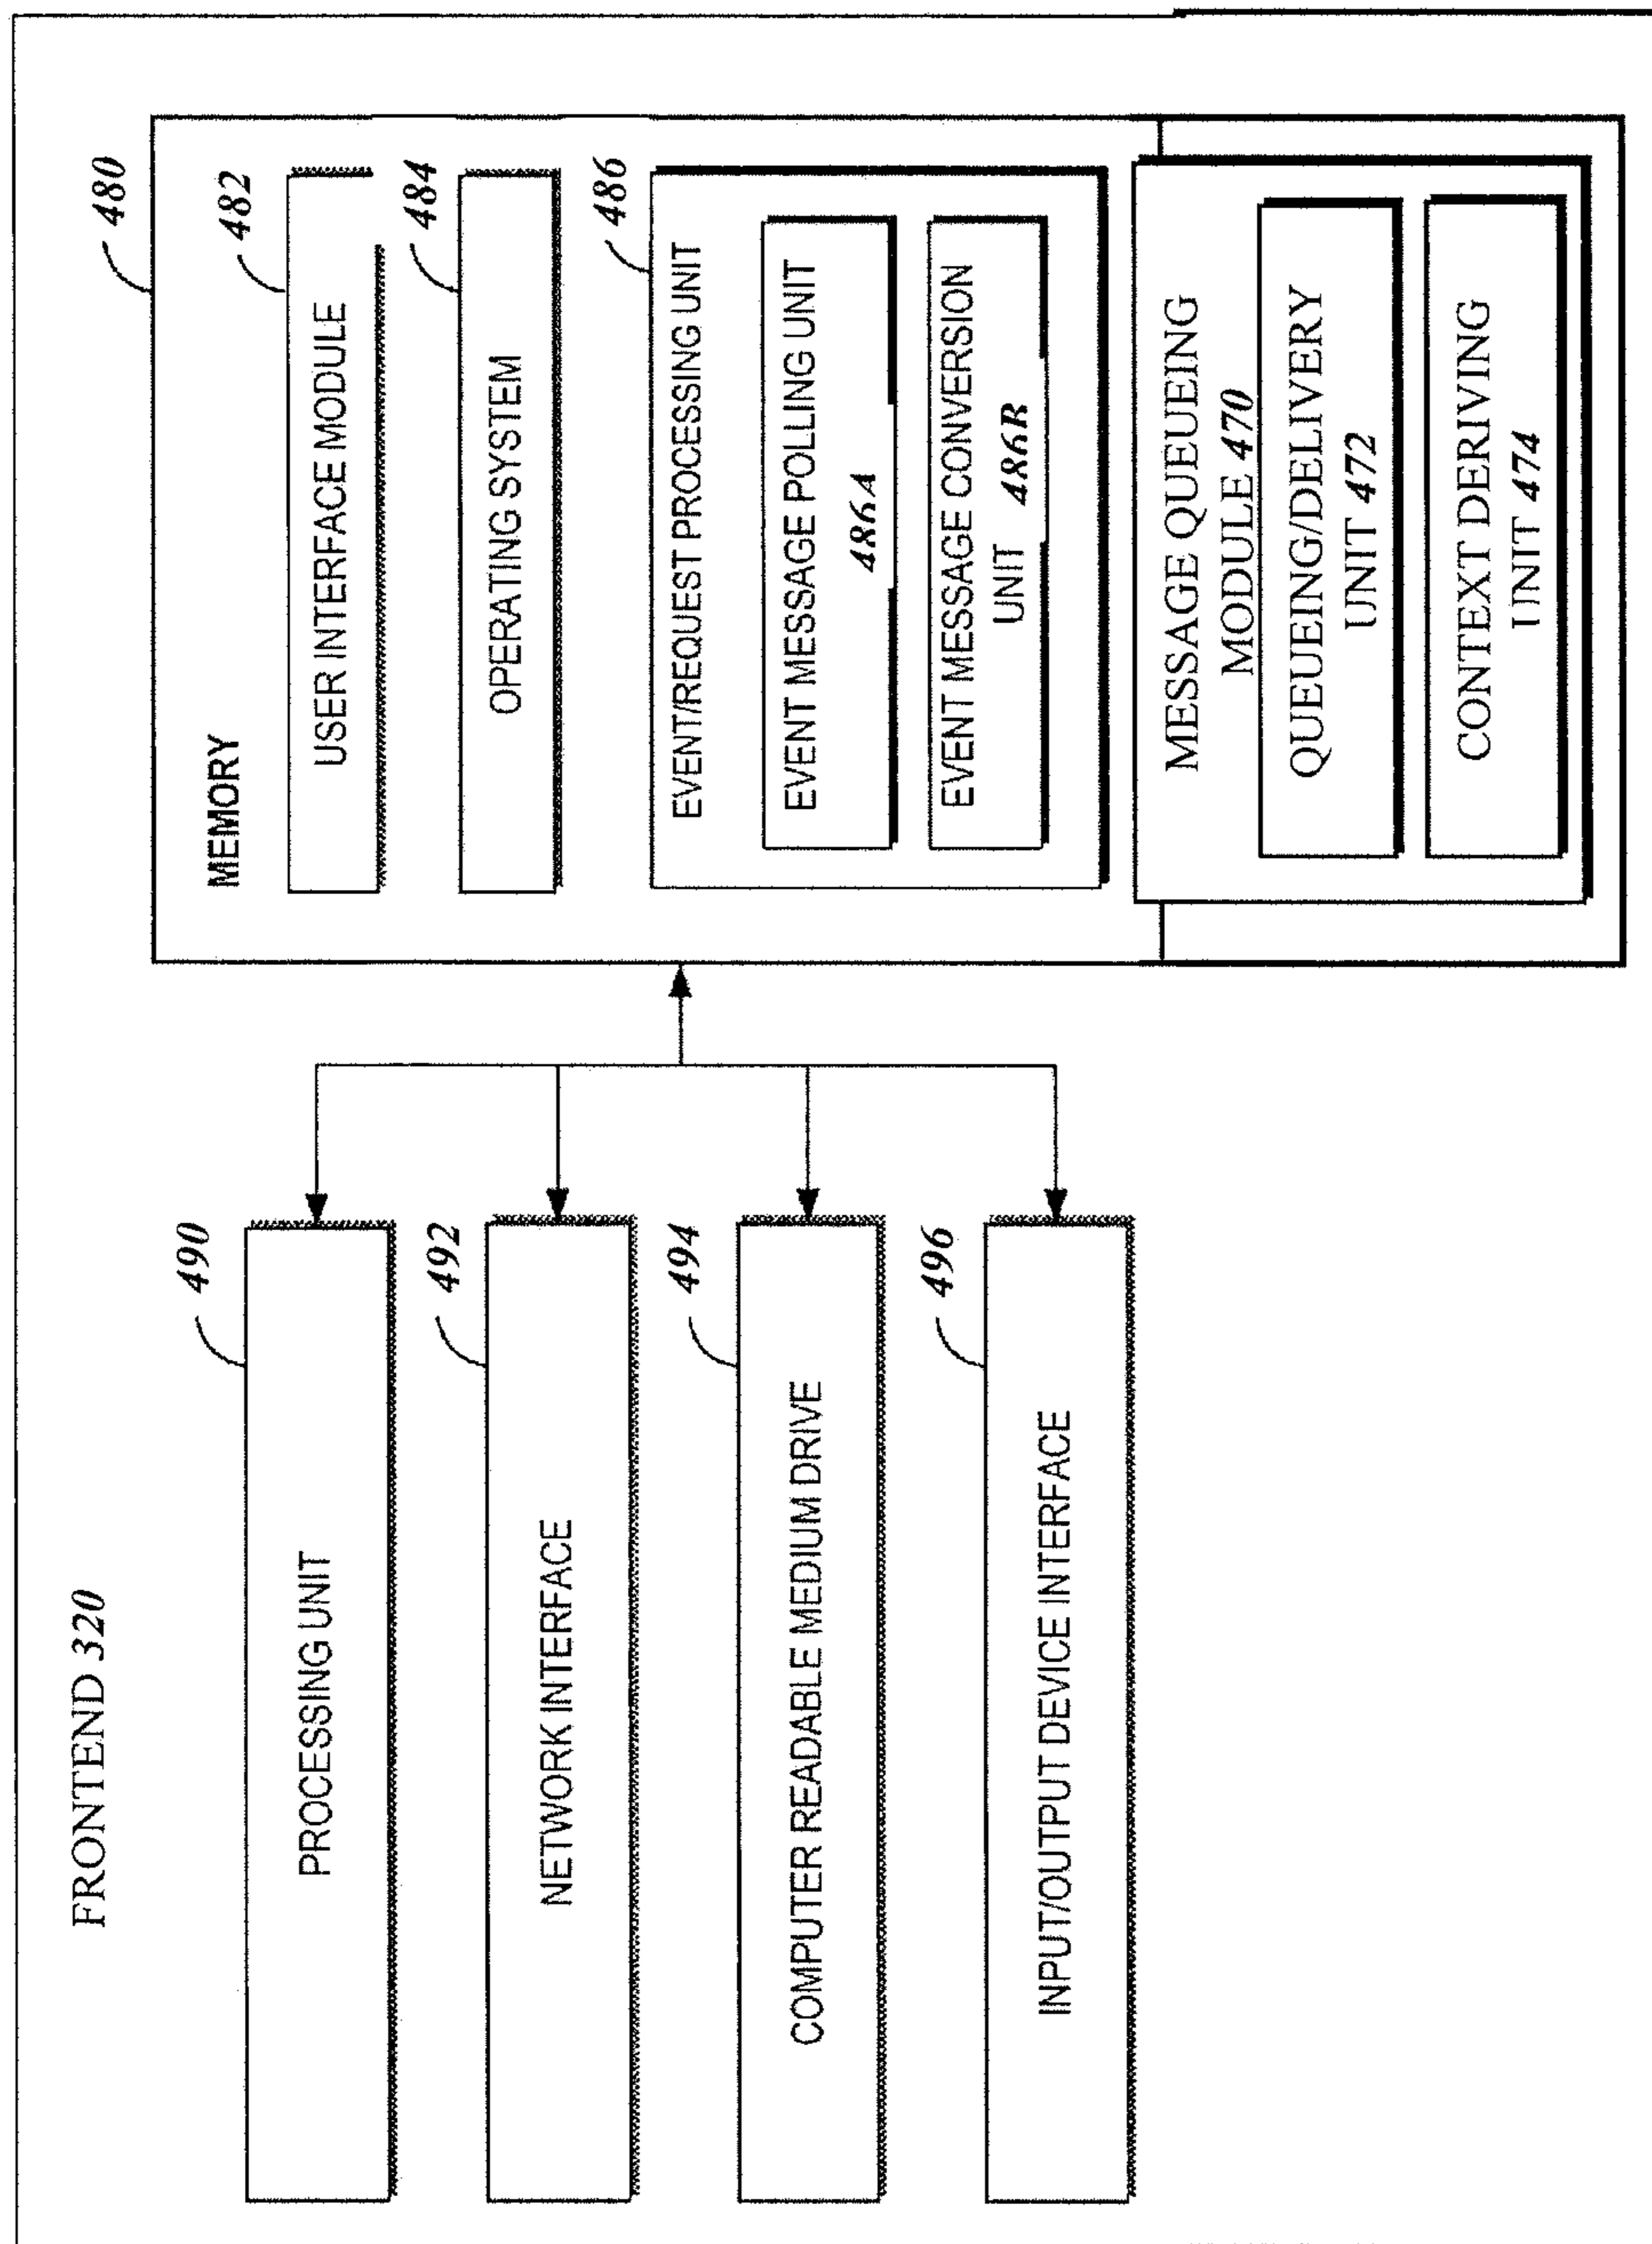 FRONTEND 320
490
PROCESSING UNIT
492
NETWORK INTERFACE
494
COMPUTER READABLE MEDIUM DRIVE
496
INPUT/OUTPUT DEVICE INTERFACE
480
MEMORY
482
USER INTERFACE MODULE
484
OPERATING SYSTEM
486
EVENT/REQUEST PROCESSING UNIT
EVENT MESSAGE POLLING UNIT
486A
EVENT MESSAGE CONVERSION
UNIT 486B
MESSAGE QUEUEING
MODULE 470
QUEUEING/DELIVERY
UNIT 472
CONTEXT DERIVING
UNIT 474